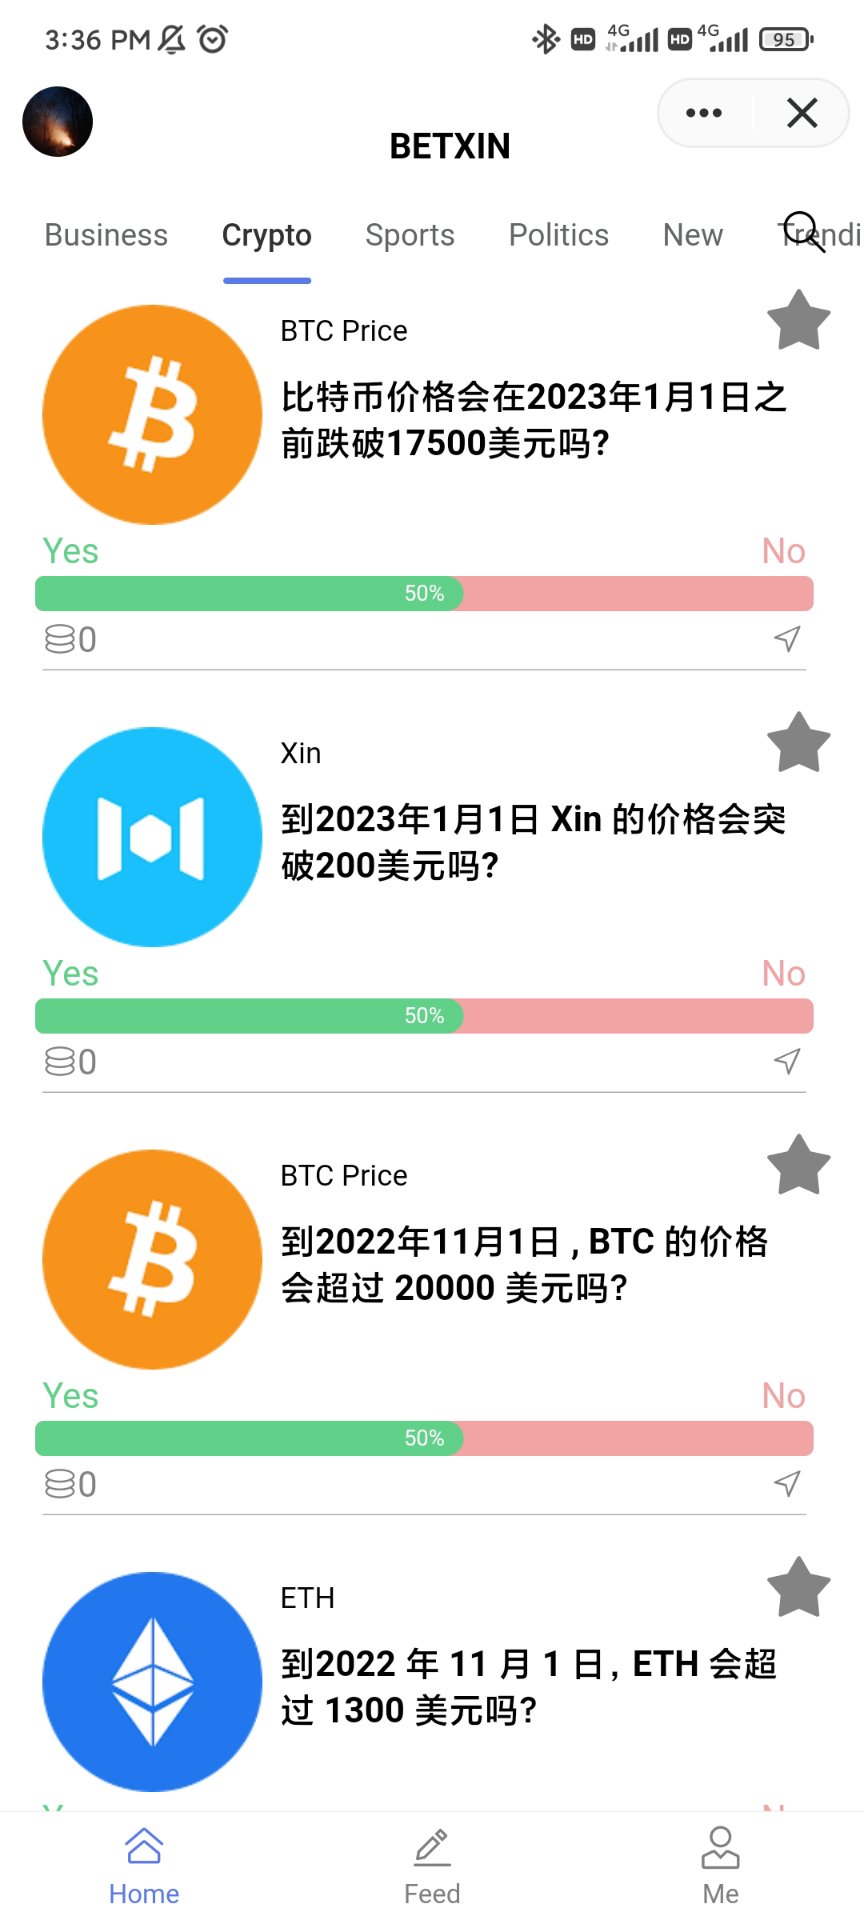 3:36 PM
HD 4G HD 4G 95
BETXIN
Business Crypto Sports Politics New Trendi
BTC Price
比特币价格会在2023年1月1日之
前跌破17500美元吗?
Yes No
50%
0
Xin
到2023年1月1日 Xin 的价格会突
破200美元吗?
Yes No
50%
0
BTC Price
到2022年11月1日 , BTC 的价格
会超过 20000 美元吗?
Yes No
50%
0
ETH
到2022 年 11 月 1 日, ETH 会超
过 1300 美元吗?
Home Feed Me